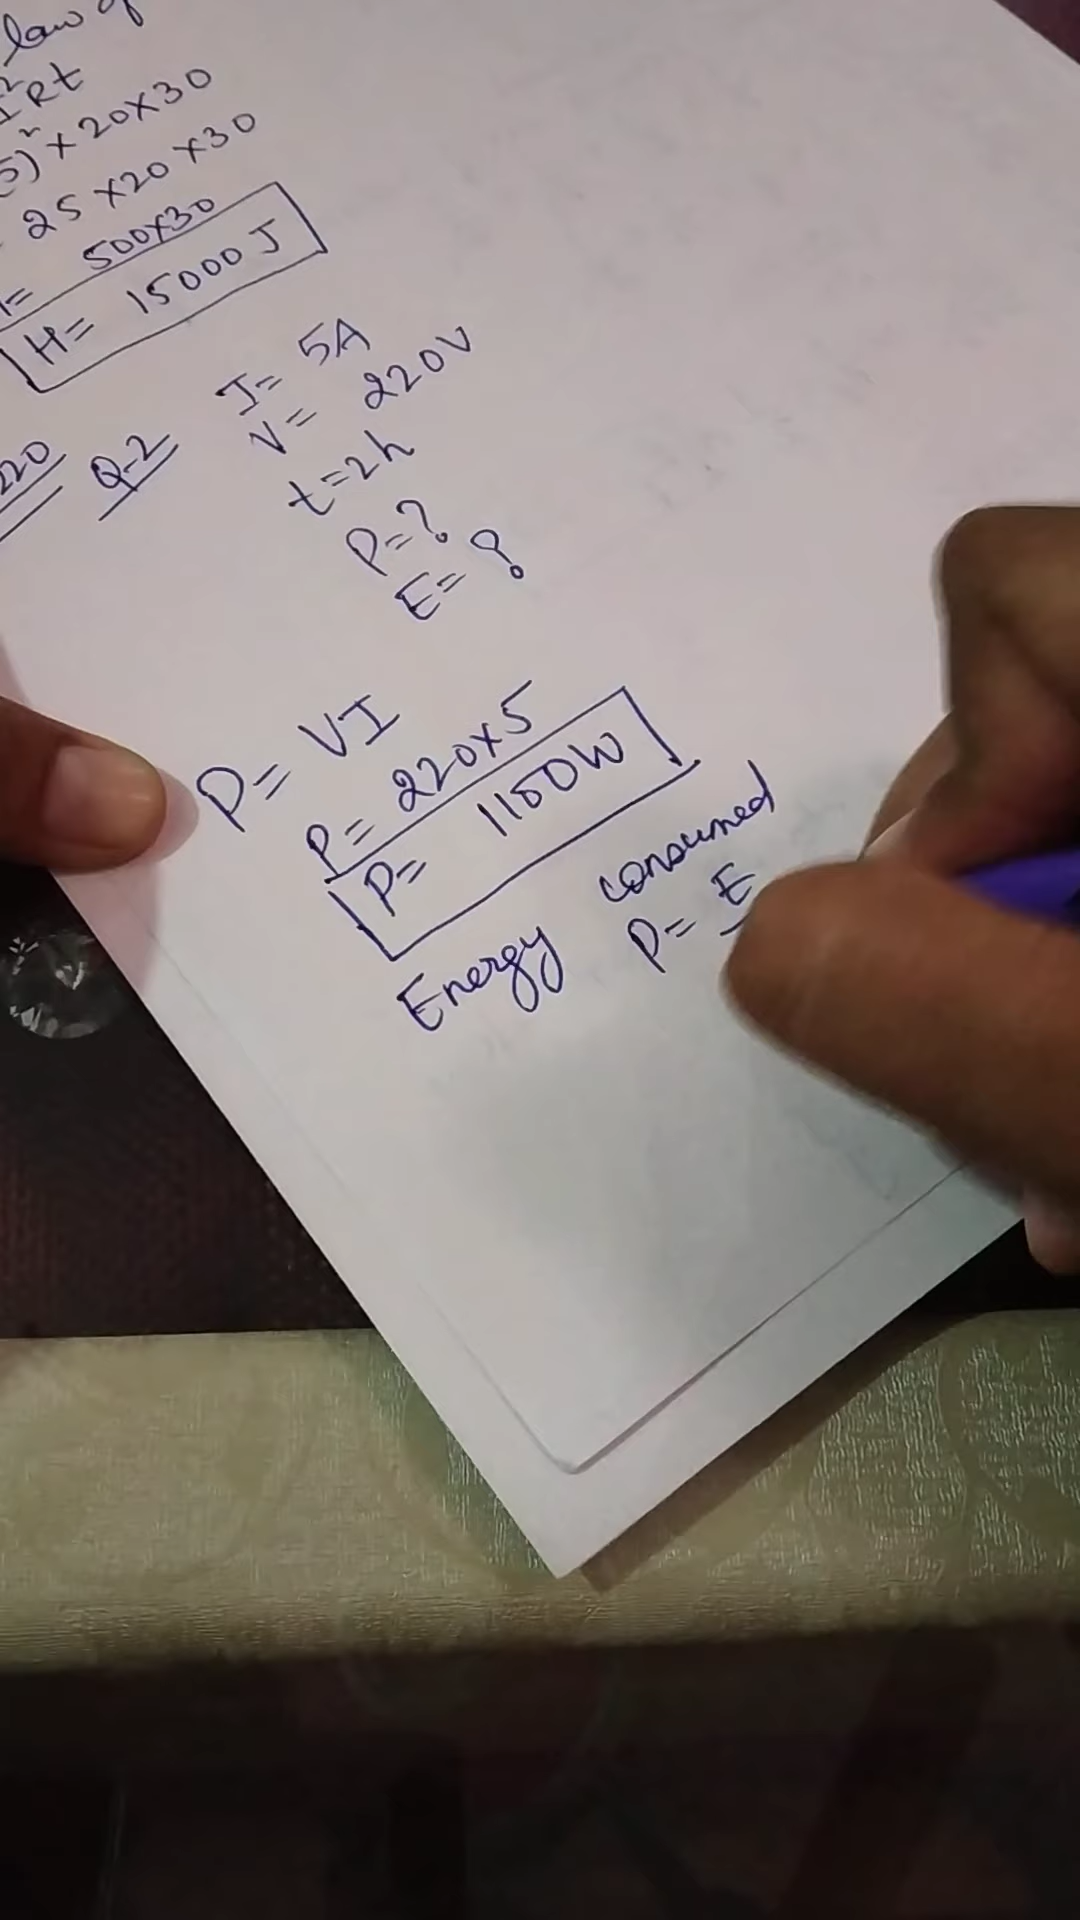 law of
I²Rt
5)² × 20×30
25 ×20 ×30
= 500×30
H= 15000 J
220 Q-2 I= 5A
V= 220V
t=2h
P=?
E= ?
P= VI
P= 220×5
P= 1100W
Energy consumed
P= E